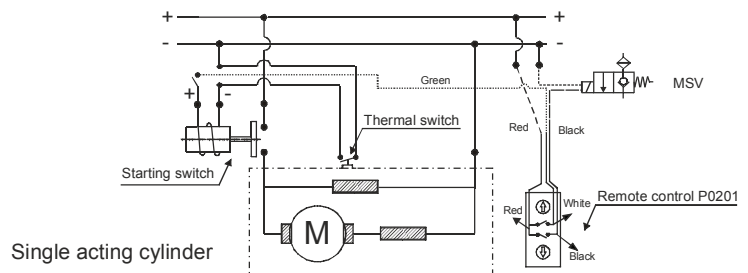 + +
- -
Green
MSV
+ -
Thermal switch
Red
Black
Starting switch
Remote control P0201
White
Red
M
Black
Single acting cylinder